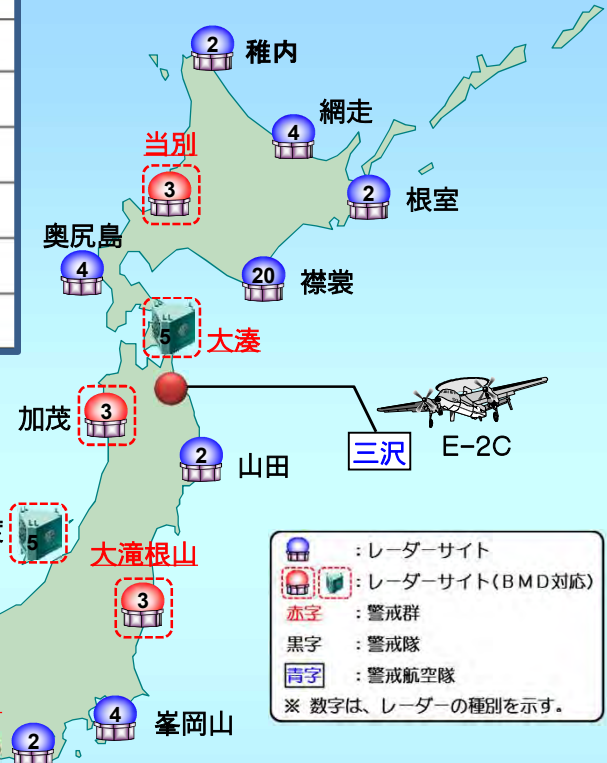 2
稚内
網走
4
当別
3
2
根室
奥尻島
4
20
襟裳
5
大湊
加茂
3
三沢
E-2C
2
山田
5
大滝根山
3
4
峯岡山
2
：レーダーサイト
：レーダーサイト(BMD対応)
赤字 ：警戒群
黒字 ：警戒隊
青字 ：警戒航空隊
※ 数字は、レーダーの種別を示す。